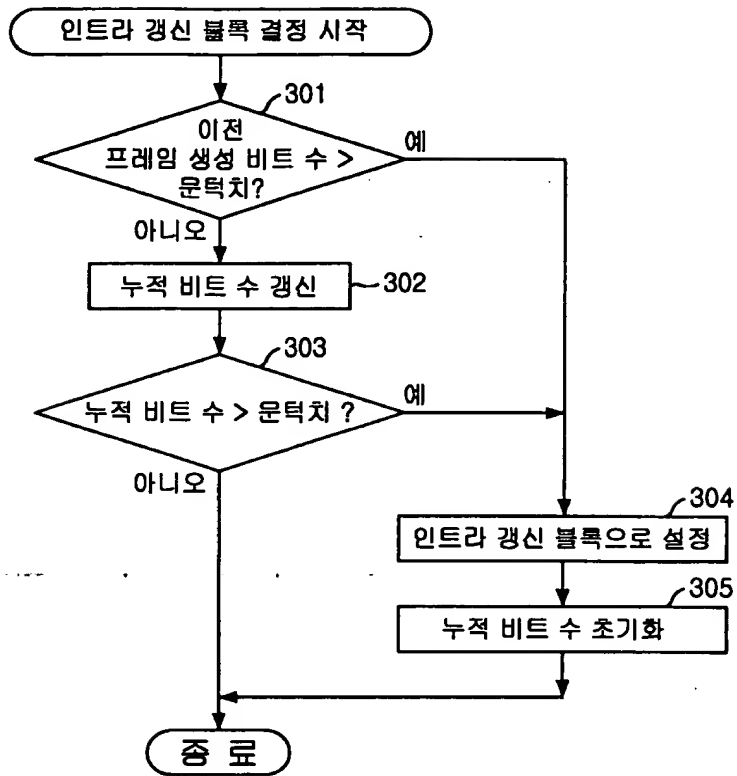 인트라 갱신 블록 결정 시작
301
이전
프레임 생성 비트 수 >
문턱치?
예
아니오
누적 비트 수 갱신
302
303
누적 비트 수 > 문턱치 ?
예
아니오
304
인트라 갱신 블록으로 설정
305
누적 비트 수 초기화
종 료